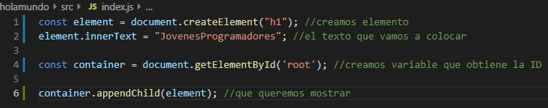 holamundo > src > JS index.js > ...
1 const element = document.createElement("h1"); //creamos elemento
2 element.innerText = "JovenesProgramadores"; //el texto que vamos a colocar
3
4 const container = document.getElementById('root'); //creamos variable que obtiene la ID
5
6 container.appendChild(element); //que queremos mostrar